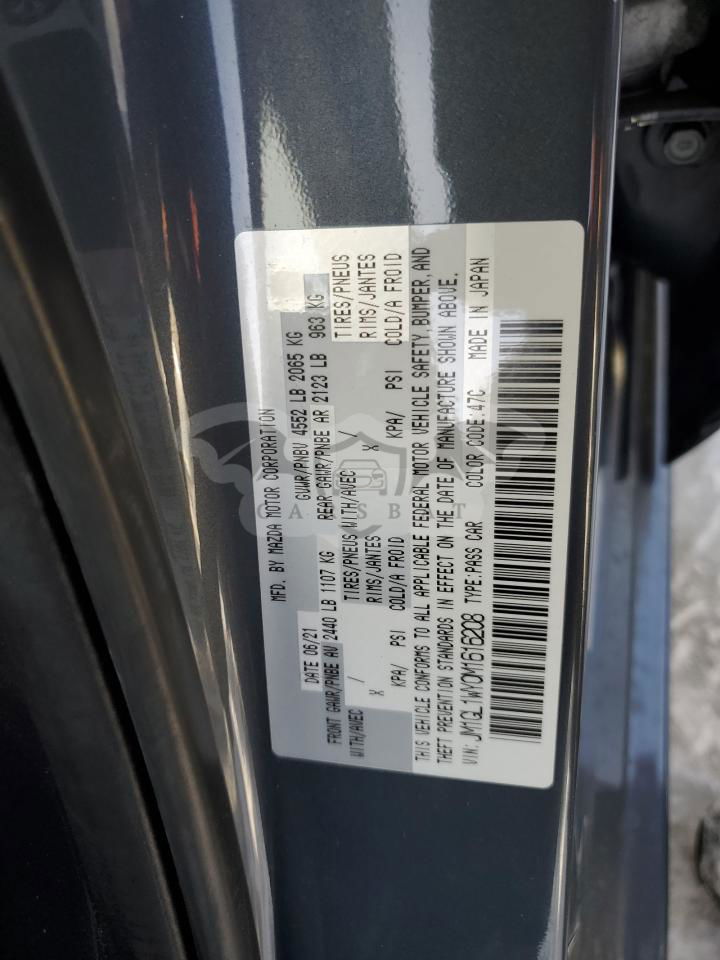 MFD. BY MAZDA MOTOR CORPORATION
DATE 06/21 GVWR/PNBV 4552 LB 2065 KG
FRONT GAWR/PNBE AV 2440 LB 1107 KG REAR GAWR/PNBE AR 2123 LB 963 KG
WITH/AVEC / TIRES/PNEUS WITH/AVEC / TIRES/PNEUS
X RIMS/JANTES X RIMS/JANTES
KPA/ PSI COLD/A FROID KPA/ PSI COLD/A FROID
THIS VEHICLE CONFORMS TO ALL APPLICABLE FEDERAL MOTOR VEHICLE SAFETY, BUMPER, AND
THEFT PREVENTION STANDARDS IN EFFECT ON THE DATE OF MANUFACTURE SHOWN ABOVE.
VIN: JM1GL1WY0M1616208 TYPE:PASS CAR COLOR CODE:47C MADE IN JAPAN